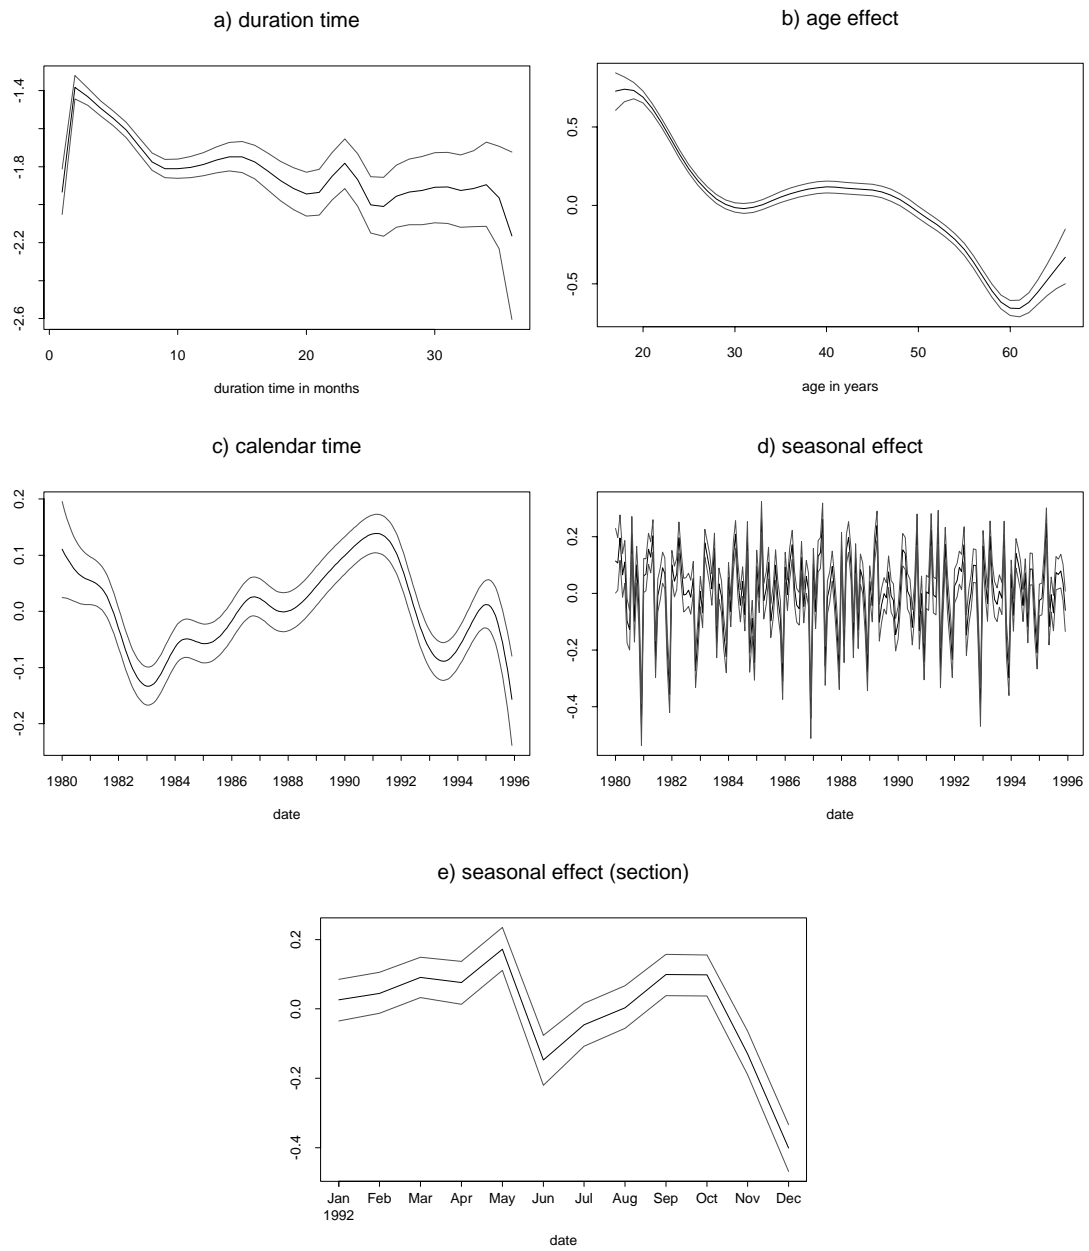 a) duration time
-1.4
-1.8
-2.2
-2.6
0 10 20 30
duration time in months
b) age effect
0.5
0.0
-0.5
20 30 40 50 60
age in years
c) calendar time
0.2
0.1
0.0
-0.1
-0.2
1980 1982 1984 1986 1988 1990 1992 1994 1996
date
d) seasonal effect
0.2
0.0
-0.2
-0.4
1980 1982 1984 1986 1988 1990 1992 1994 1996
date
e) seasonal effect (section)
0.2
0.0
-0.2
-0.4
Jan Feb Mar Apr May Jun Jul Aug Sep Oct Nov Dec
1992
date